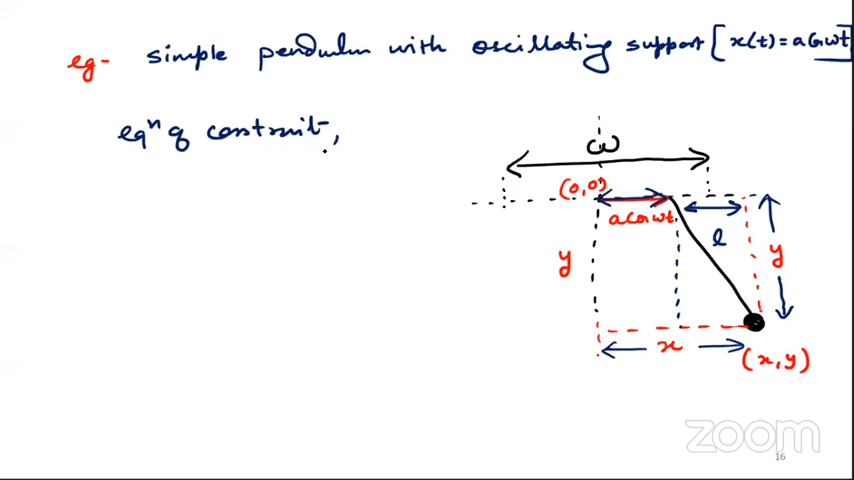 eg- simple pendulum with oscillating support [x(t) = a cos ωt]
eqⁿ of constraint,
ω
(0,0)
a cos ωt
l
y
y
x
(x, y)
zoom
16